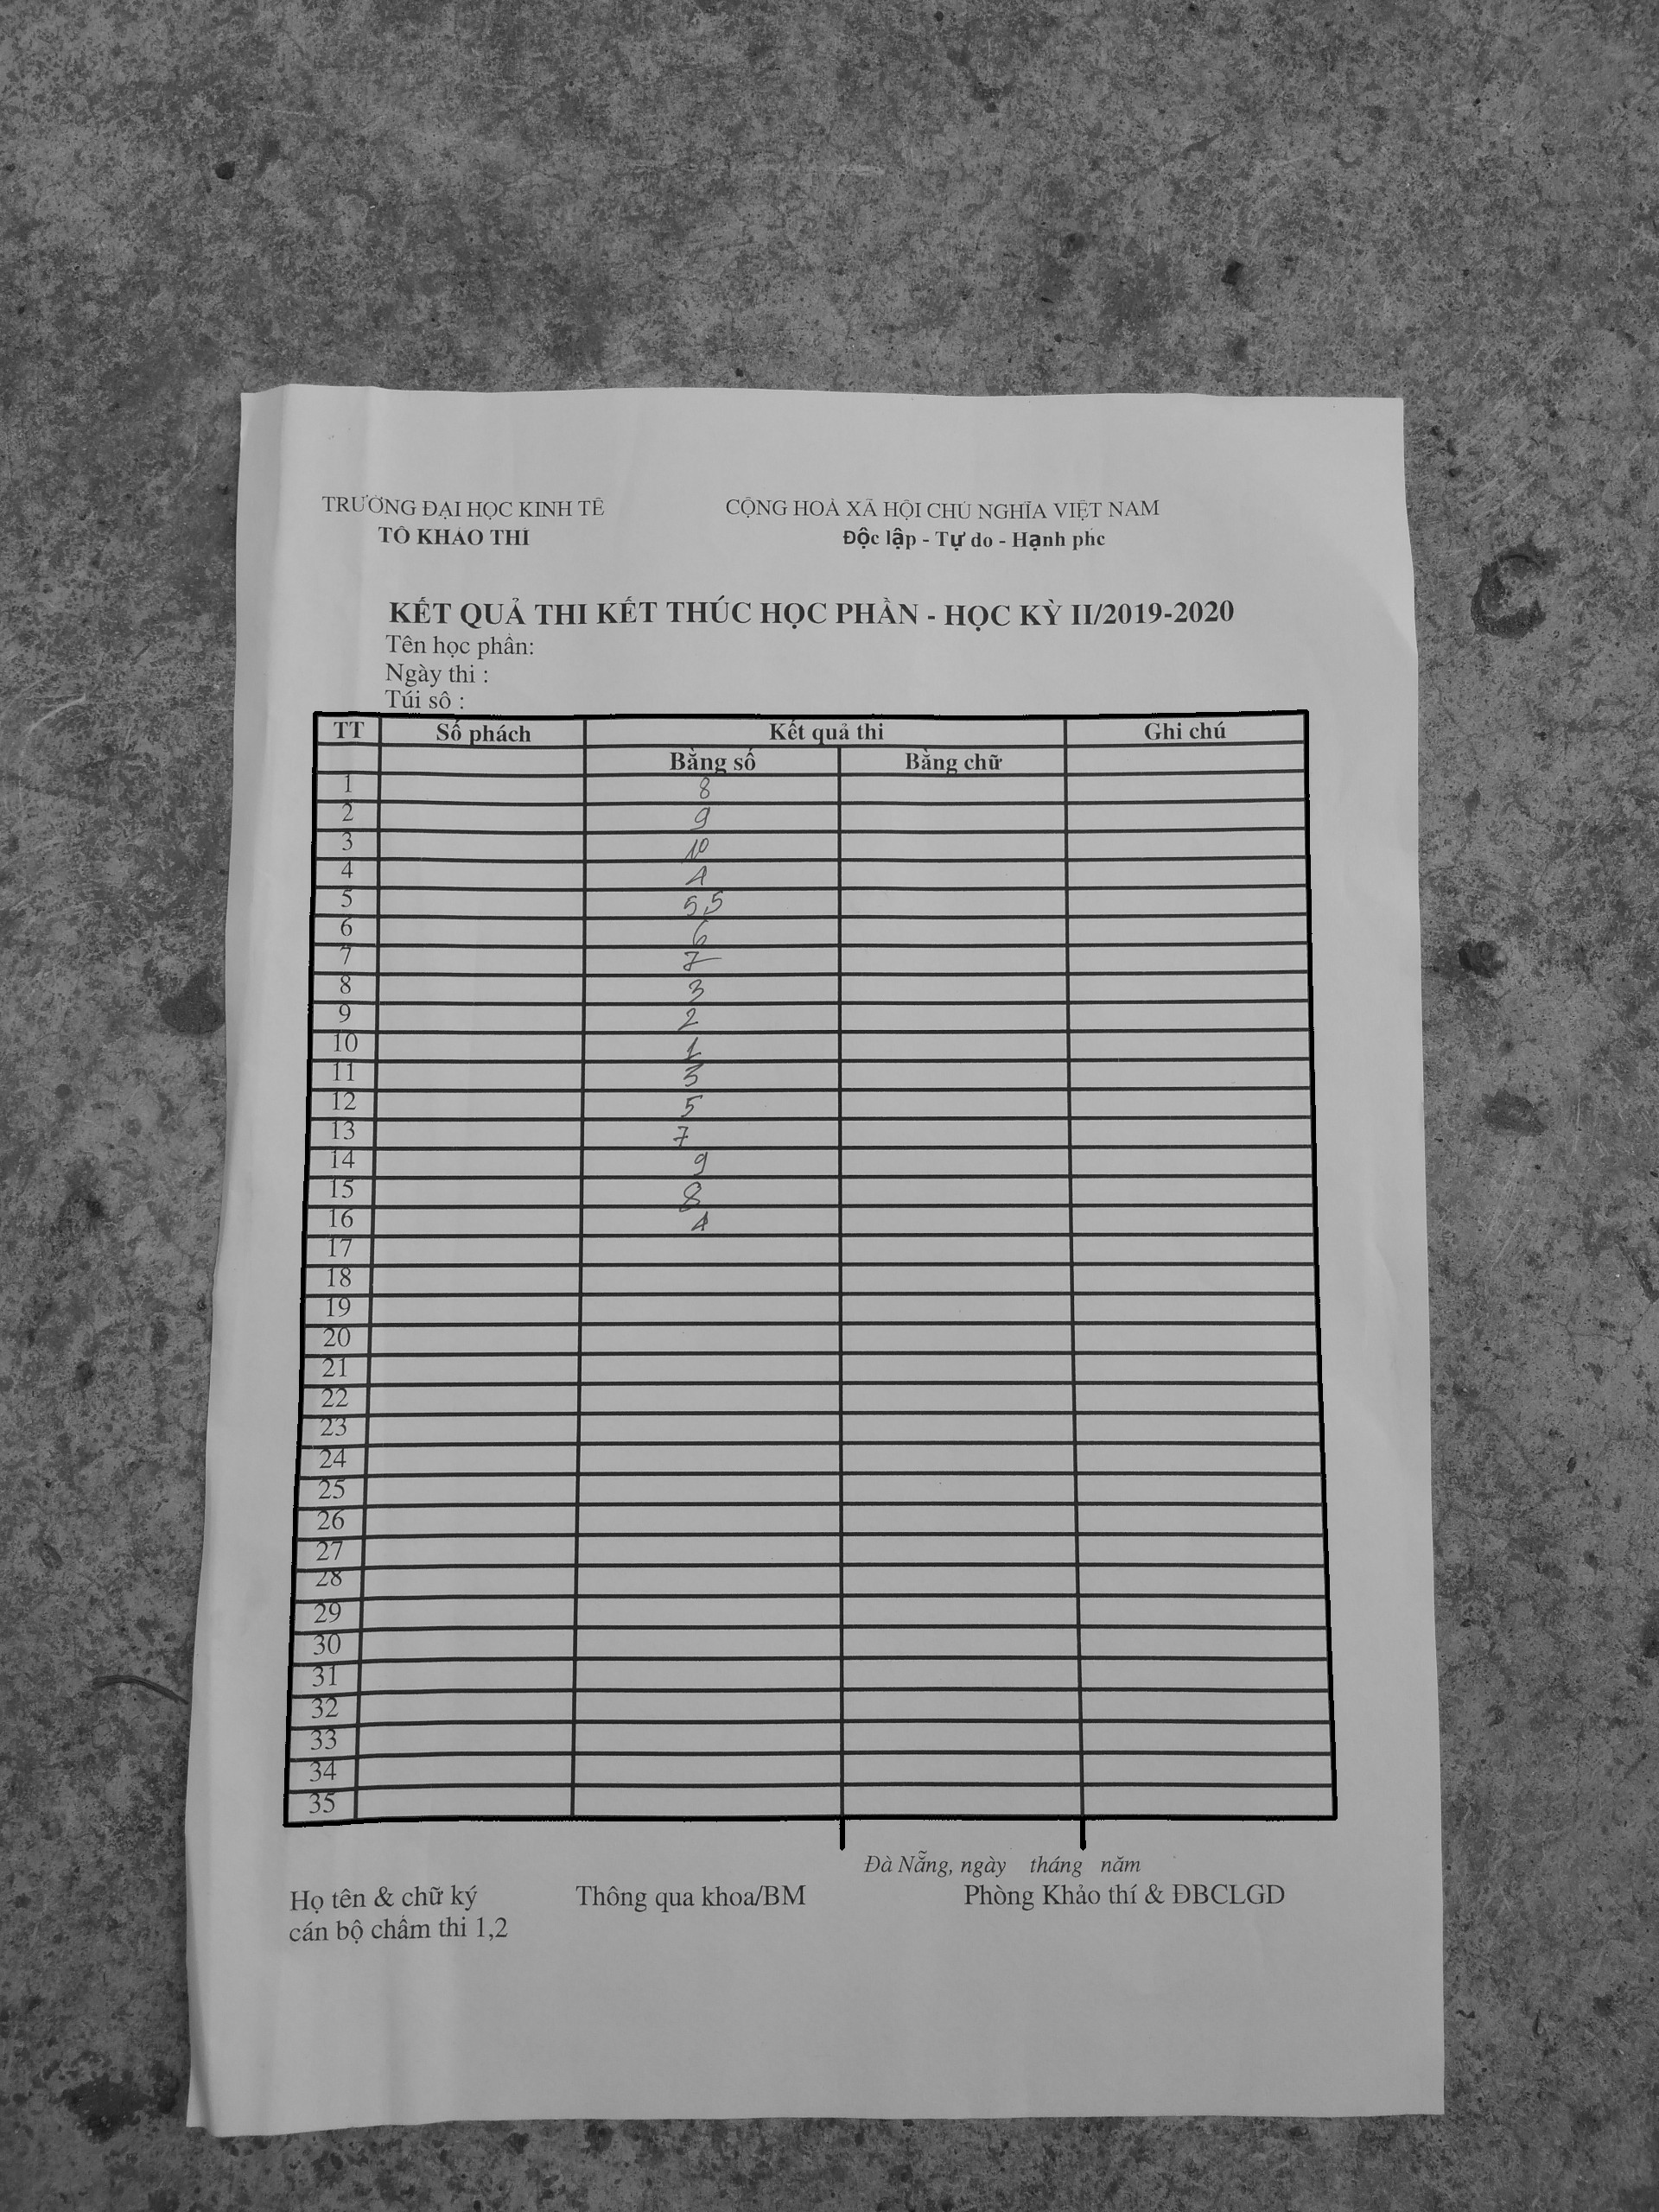 TRƯỜNG ĐẠI HỌC KINH TẾ
CỘNG HOÀ XÃ HỘI CHỦ NGHĨA VIỆT NAM
TỔ KHẢO THÍ
Độc lập - Tự do - Hạnh phc
KẾT QUẢ THI KẾT THÚC HỌC PHẦN - HỌC KỲ II/2019-2020
Tên học phần:
Ngày thi :
Túi số :
TT Số phách Kết quả thi Ghi chú
Bằng số Bằng chữ
1 8
2 9
3 10
4 4
5 5,5
6 6
7 7
8 3
9 2
10 1
11 3
12 5
13 7
14 9
15 8
16 4
17
18
19
20
21
22
23
24
25
26
27
28
29
30
31
32
33
34
35
Đà Nẵng, ngày tháng năm
Họ tên & chữ ký Thông qua khoa/BM Phòng Khảo thí & ĐBCLGD
cán bộ chấm thi 1,2